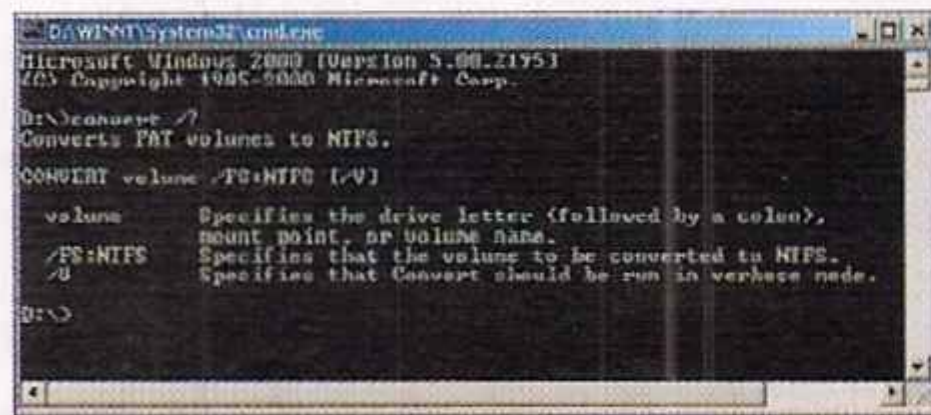 D:\WINNT\System32\cmd.exe
Microsoft Windows 2000 [Version 5.00.2195]
(C) Copyright 1985-2000 Microsoft Corp.
D:\>convert /?
Converts FAT volumes to NTFS.
CONVERT volume /FS:NTFS [/V]
volume Specifies the drive letter (followed by a colon),
mount point, or volume name.
/FS:NTFS Specifies that the volume to be converted to NTFS.
/V Specifies that Convert should be run in verbose mode.
D:\>